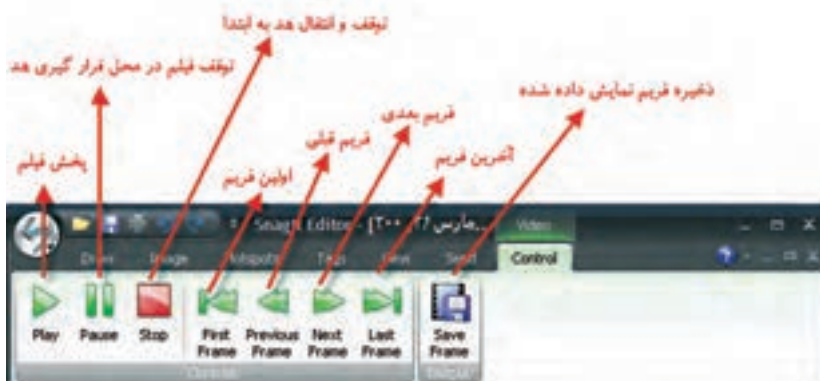 توقف و انتقال هد به ابتدا
توقف فیلم در محل قرار گیری هد
ذخیره فریم نمایش داده شده
فریم بعدی
فریم قبلی
آخرین فریم
پخش فیلم
اولین فریم
SnagIt Editor - [مارس ۲۰۰
Video
Draw Image Hotspots Tags View Send Control
Play Pause Stop First Frame Previous Frame Next Frame Last Frame Save Frame
Controls